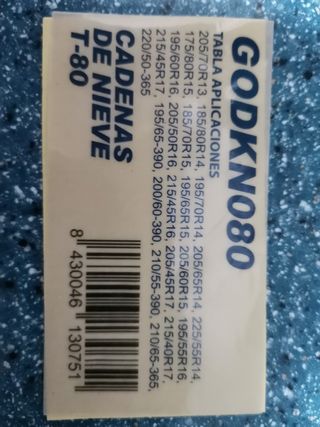 GODKN080
TABLA APLICACIONES
205/70R13, 185/80R14, 195/70R14, 205/65R14, 225/55R14,
175/80R15, 185/70R15, 195/65R15, 205/60R15, 195/55R16,
195/60R16, 205/50R16, 215/45R16, 205/45R17, 215/40R17,
215/45R17, 195/65-390, 200/60-390, 210/55-390, 210/65-365,
220/50-365
CADENAS
DE NIEVE
T-80
8 430046 130751